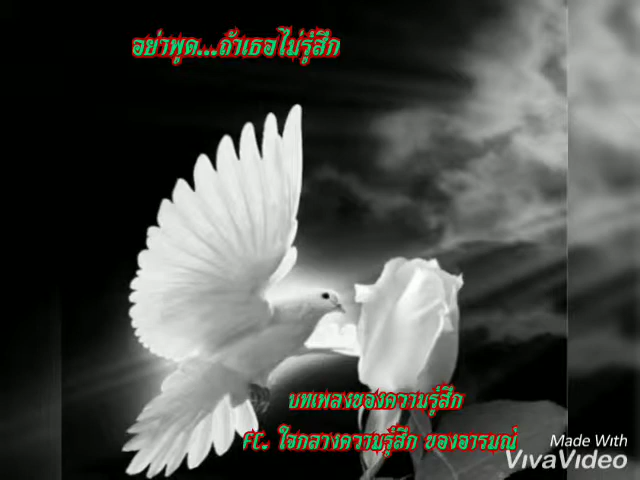 อย่าพูด...ถ้าเธอไม่รู้สึก
บทเพลงของความรู้สึก
FC. ใจกลางความรู้สึก ของอารมณ์
Made With
VivaVideo